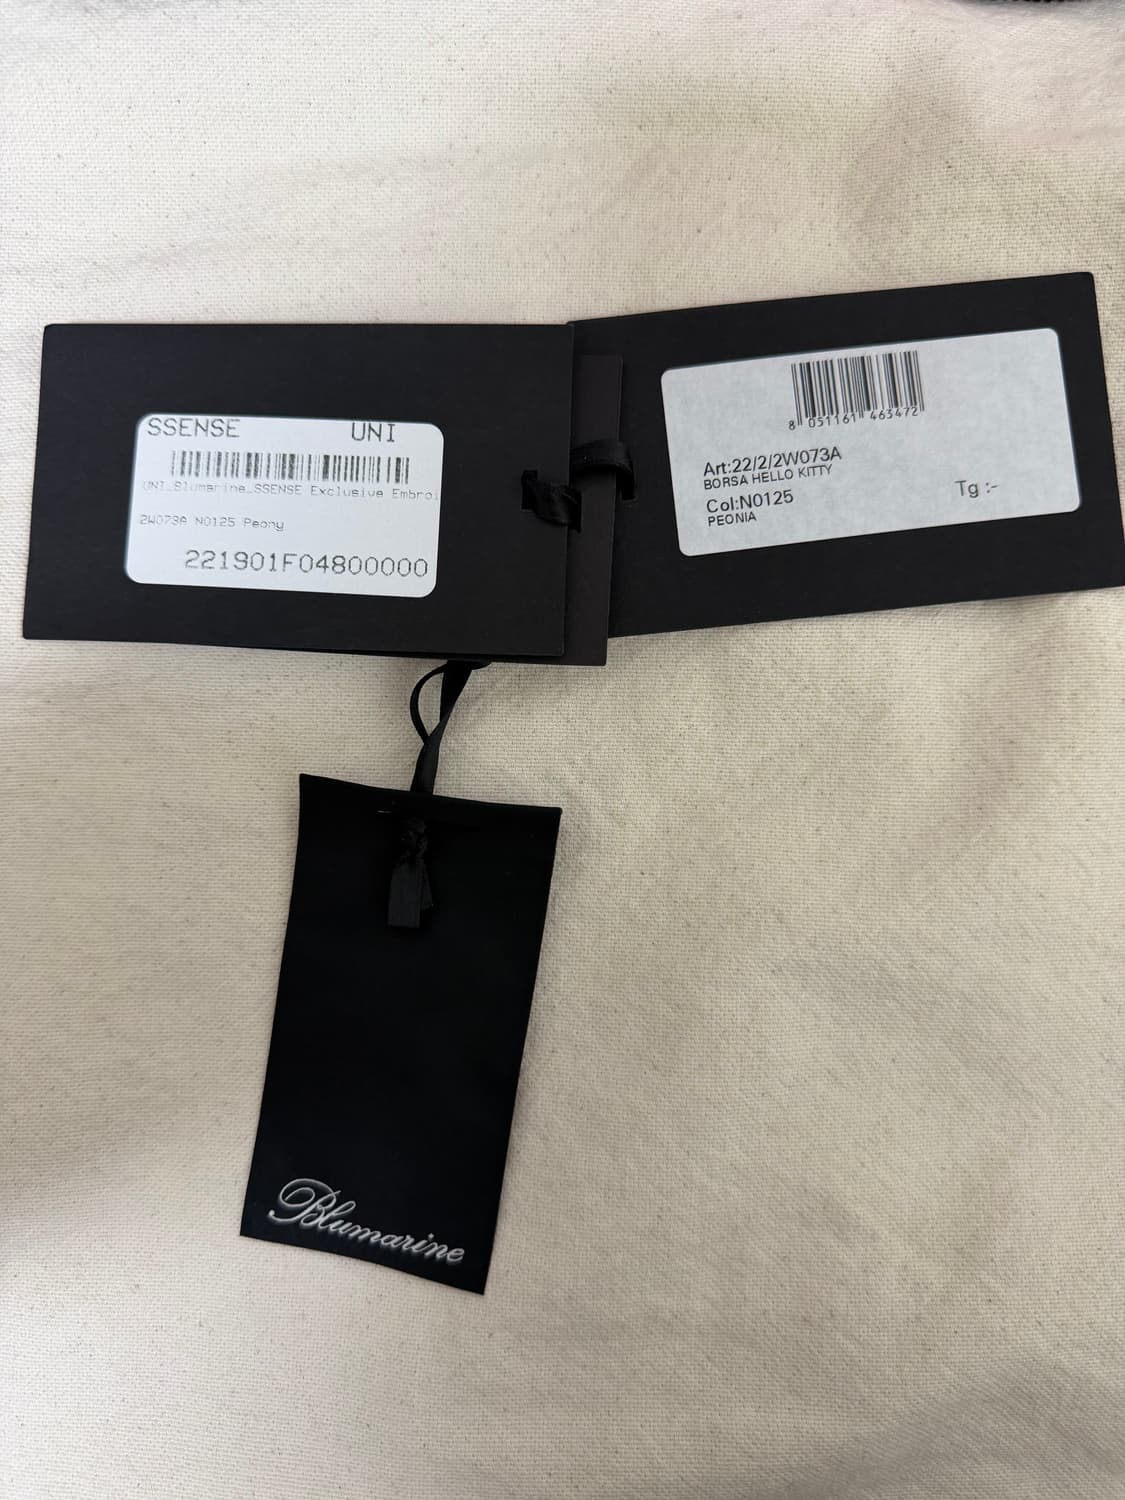 SSENSE UNI
UNI_Blumarine_SSENSE Exclusive Embroi
2W073A N0125 Peony
221901F04800000
8 051161 463472
Art:22/2/2W073A
BORSA HELLO KITTY
Col:N0125 Tg :-
PEONIA
Blumarine